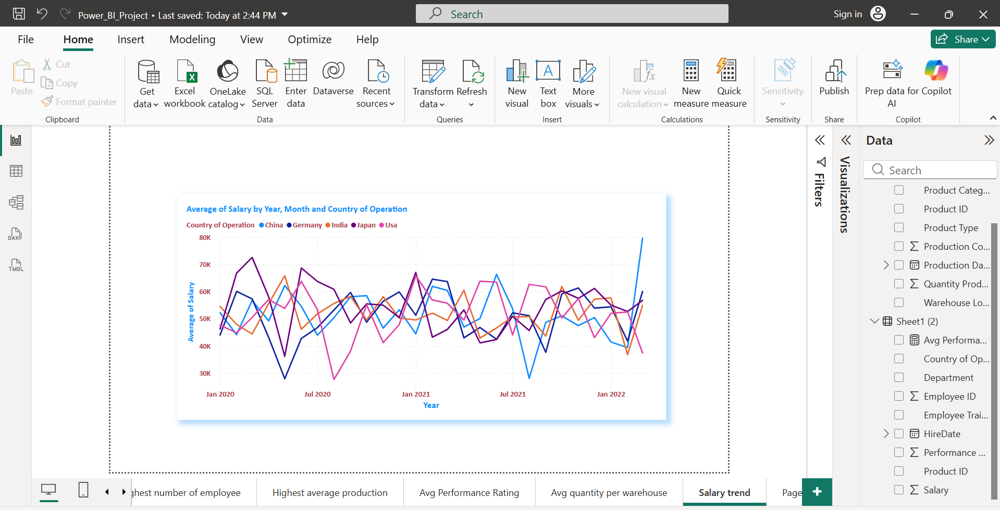 Power_BI_Project • Last saved: Today at 2:44 PM
Search
Sign in
File Home Insert Modeling View Optimize Help
Share
Paste
Cut
Copy
Format painter
Clipboard
Get data
Excel workbook
OneLake catalog
SQL Server
Enter data
Dataverse
Recent sources
Data
Transform data
Refresh
Queries
New visual
Text box
More visuals
Insert
New visual calculation
New measure
Quick measure
Calculations
Sensitivity
Sensitivity
Publish
Share
Prep data for AI
Copilot
Copilot
DAX
TMDL
Average of Salary by Year, Month and Country of Operation
Country of Operation China Germany India Japan Usa
80K
70K
60K
50K
40K
30K
Average of Salary
Jan 2020 Jul 2020 Jan 2021 Jul 2021 Jan 2022
Year
Filters
Visualizations
Data
Search
Product Categ...
Product ID
Product Type
Production Co...
Production Da...
Quantity Prod...
Warehouse Lo...
Sheet1 (2)
Avg Performa...
Country of Op...
Department
Employee ID
Employee Trai...
HireDate
Performance ...
Product ID
Salary
ghest number of employee
Highest average production
Avg Performance Rating
Avg quantity per warehouse
Salary trend
Page